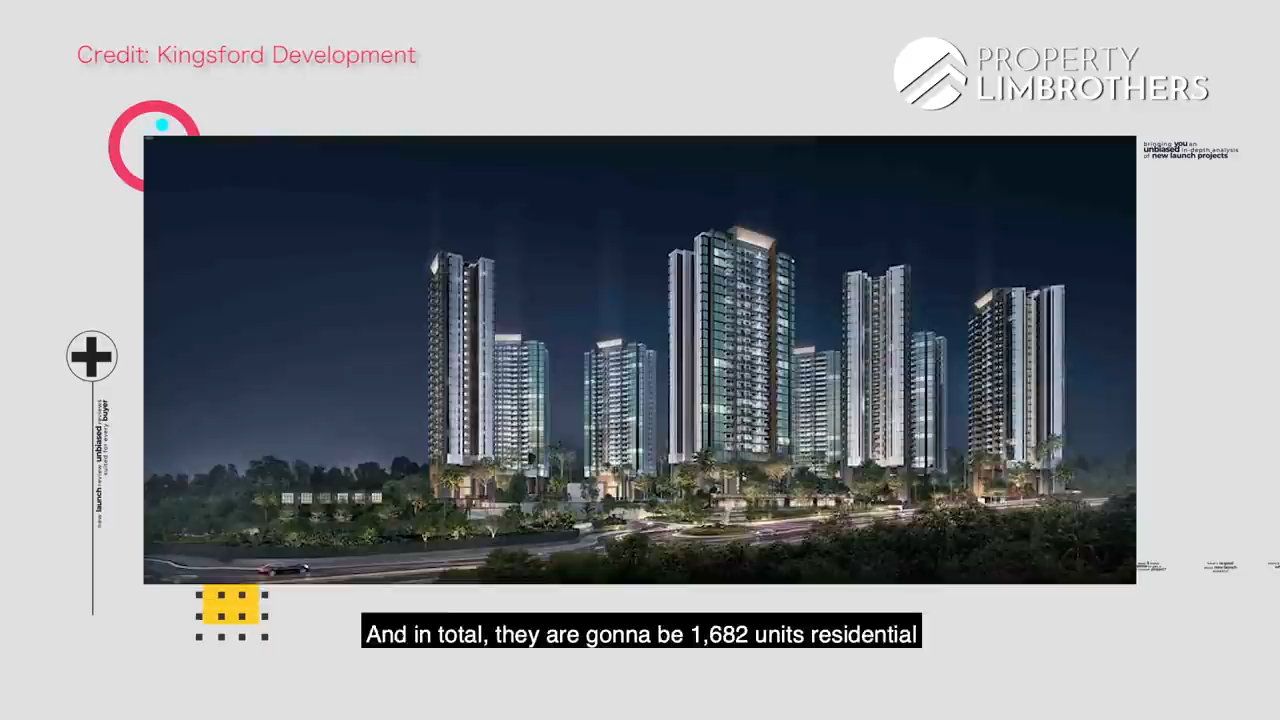 Credit: Kingsford Development
PROPERTY
LIMBROTHERS
bringing you an
unbiased in-depth analysis
of new launch projects
new launch review unbiased reviews
suited for every buyer
And in total, they are gonna be 1,682 units residential